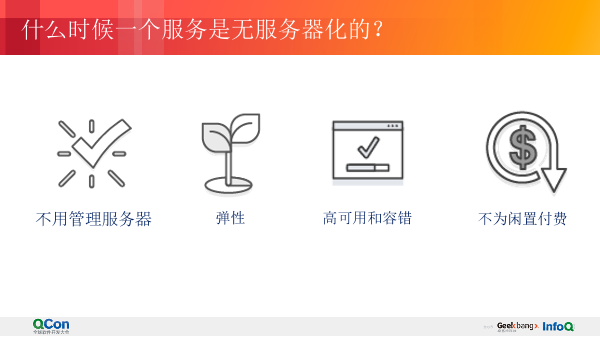 什么时候一个服务是无服务器化的？
不用管理服务器
弹性
高可用和容错
不为闲置付费
QCon
全球软件开发大会
Geekbang>
InfoQ